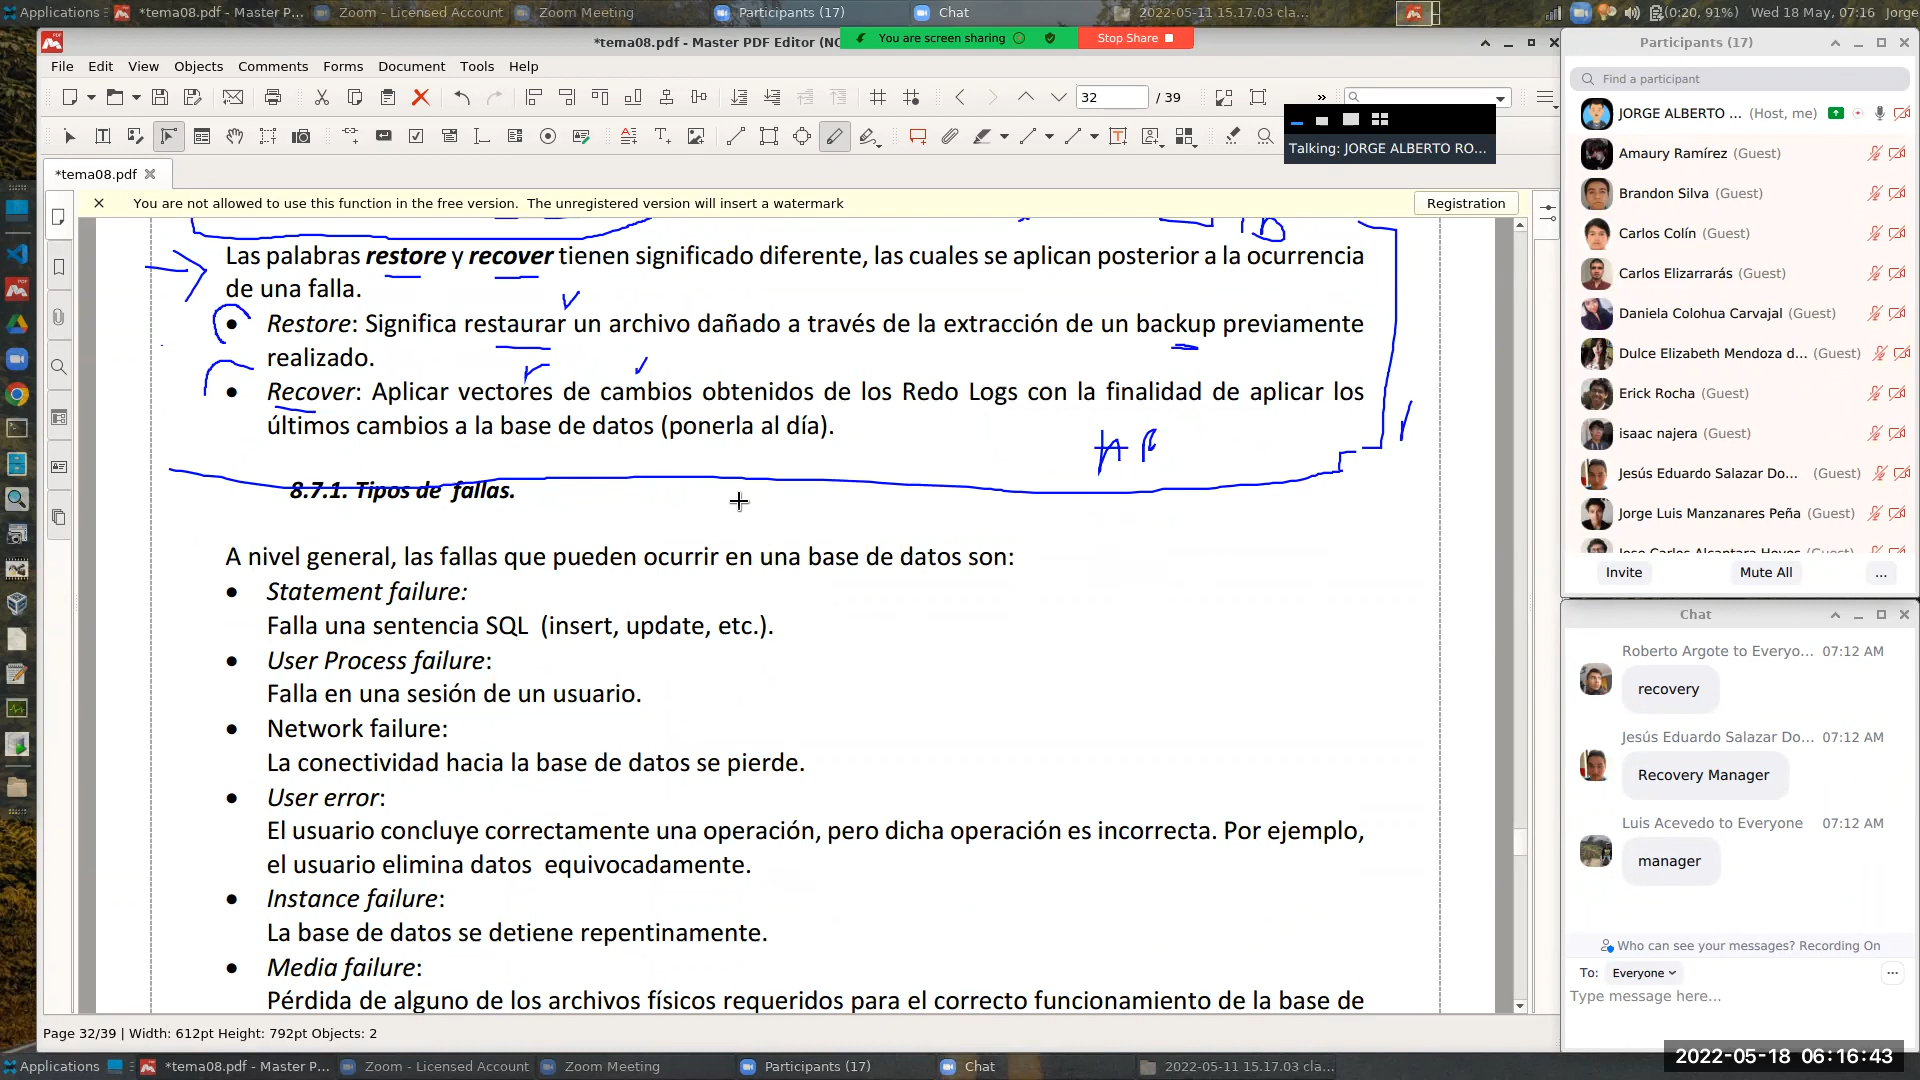 Applications
*tema08.pdf - Master P...
Zoom - Licensed Account
Zoom Meeting
Participants (17)
Chat
2022-05-11 15.17.03 cla...
(0:20, 91%)
Wed 18 May, 07:16
Jorge
*tema08.pdf - Master PDF Editor (NO
You are screen sharing
Stop Share
File Edit View Objects Comments Forms Document Tools Help
32 / 39
Talking: JORGE ALBERTO RO...
*tema08.pdf
You are not allowed to use this function in the free version. The unregistered version will insert a watermark
Registration
Las palabras restore y recover tienen significado diferente, las cuales se aplican posterior a la ocurrencia
de una falla.
• Restore: Significa restaurar un archivo dañado a través de la extracción de un backup previamente
realizado.
• Recover: Aplicar vectores de cambios obtenidos de los Redo Logs con la finalidad de aplicar los
últimos cambios a la base de datos (ponerla al día).
8.7.1. Tipos de fallas.
A nivel general, las fallas que pueden ocurrir en una base de datos son:
• Statement failure:
Falla una sentencia SQL (insert, update, etc.).
• User Process failure:
Falla en una sesión de un usuario.
• Network failure:
La conectividad hacia la base de datos se pierde.
• User error:
El usuario concluye correctamente una operación, pero dicha operación es incorrecta. Por ejemplo,
el usuario elimina datos equivocadamente.
• Instance failure:
La base de datos se detiene repentinamente.
• Media failure:
Pérdida de alguno de los archivos físicos requeridos para el correcto funcionamiento de la base de
Page 32/39 | Width: 612pt Height: 792pt Objects: 2
Participants (17)
Find a participant
JORGE ALBERTO ... (Host, me)
Amaury Ramírez (Guest)
Brandon Silva (Guest)
Carlos Colín (Guest)
Carlos Elizarrarás (Guest)
Daniela Colohua Carvajal (Guest)
Dulce Elizabeth Mendoza d... (Guest)
Erick Rocha (Guest)
isaac najera (Guest)
Jesús Eduardo Salazar Do... (Guest)
Jorge Luis Manzanares Peña (Guest)
Invite
Mute All
...
Chat
Roberto Argote to Everyo... 07:12 AM
recovery
Jesús Eduardo Salazar Do... 07:12 AM
Recovery Manager
Luis Acevedo to Everyone 07:12 AM
manager
Who can see your messages? Recording On
To: Everyone
Type message here...
Applications
*tema08.pdf - Master P...
Zoom - Licensed Account
Zoom Meeting
Participants (17)
Chat
2022-05-11 15.17.03 cla...
2022-05-18 06:16:43